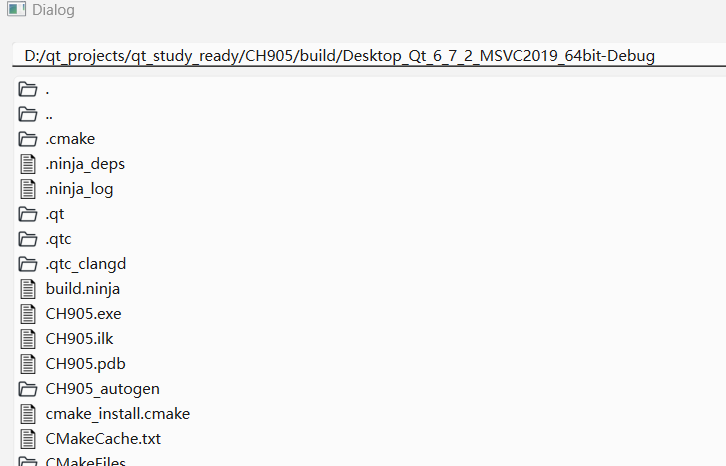 Dialog
D:/qt_projects/qt_study_ready/CH905/build/Desktop_Qt_6_7_2_MSVC2019_64bit-Debug
.
..
.cmake
.ninja_deps
.ninja_log
.qt
.qtc
.qtc_clangd
build.ninja
CH905.exe
CH905.ilk
CH905.pdb
CH905_autogen
cmake_install.cmake
CMakeCache.txt
CMakeFiles